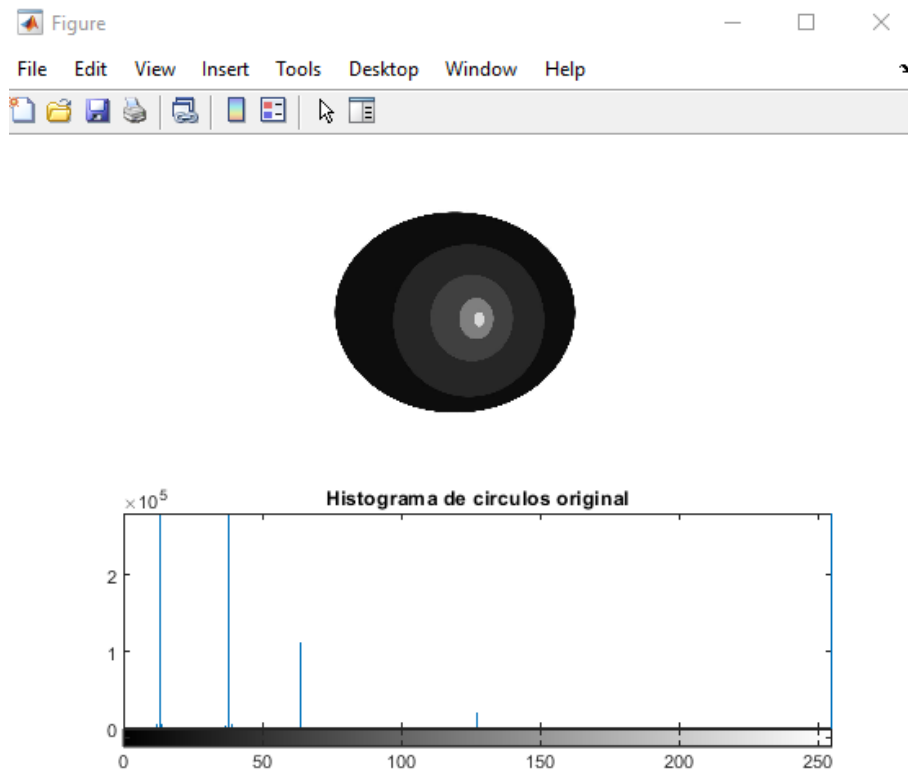 Figure
File Edit View Insert Tools Desktop Window Help
×10⁵
Histograma de circulos original
2
1
0
0 50 100 150 200 250